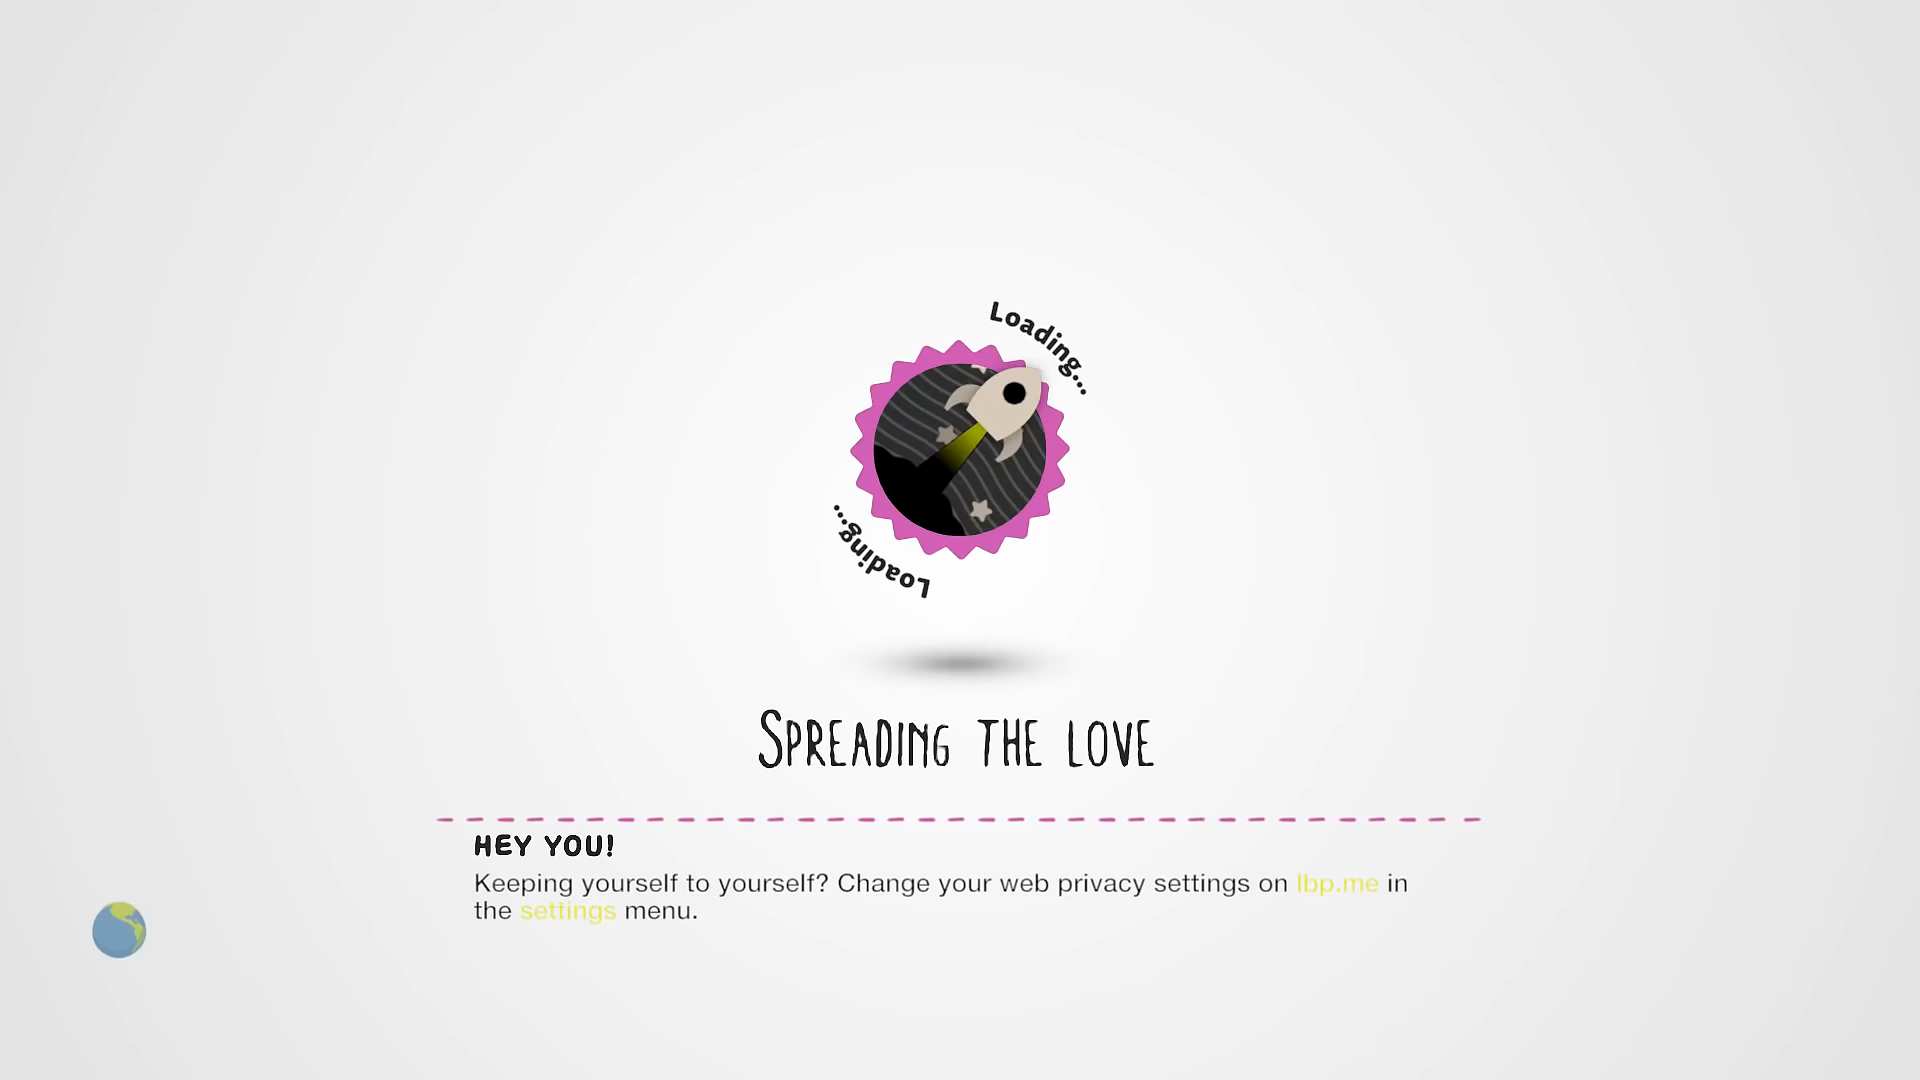 Loading...
Loading...
SPREADING THE LOVE
HEY YOU!
Keeping yourself to yourself? Change your web privacy settings on lbp.me in
the settings menu.